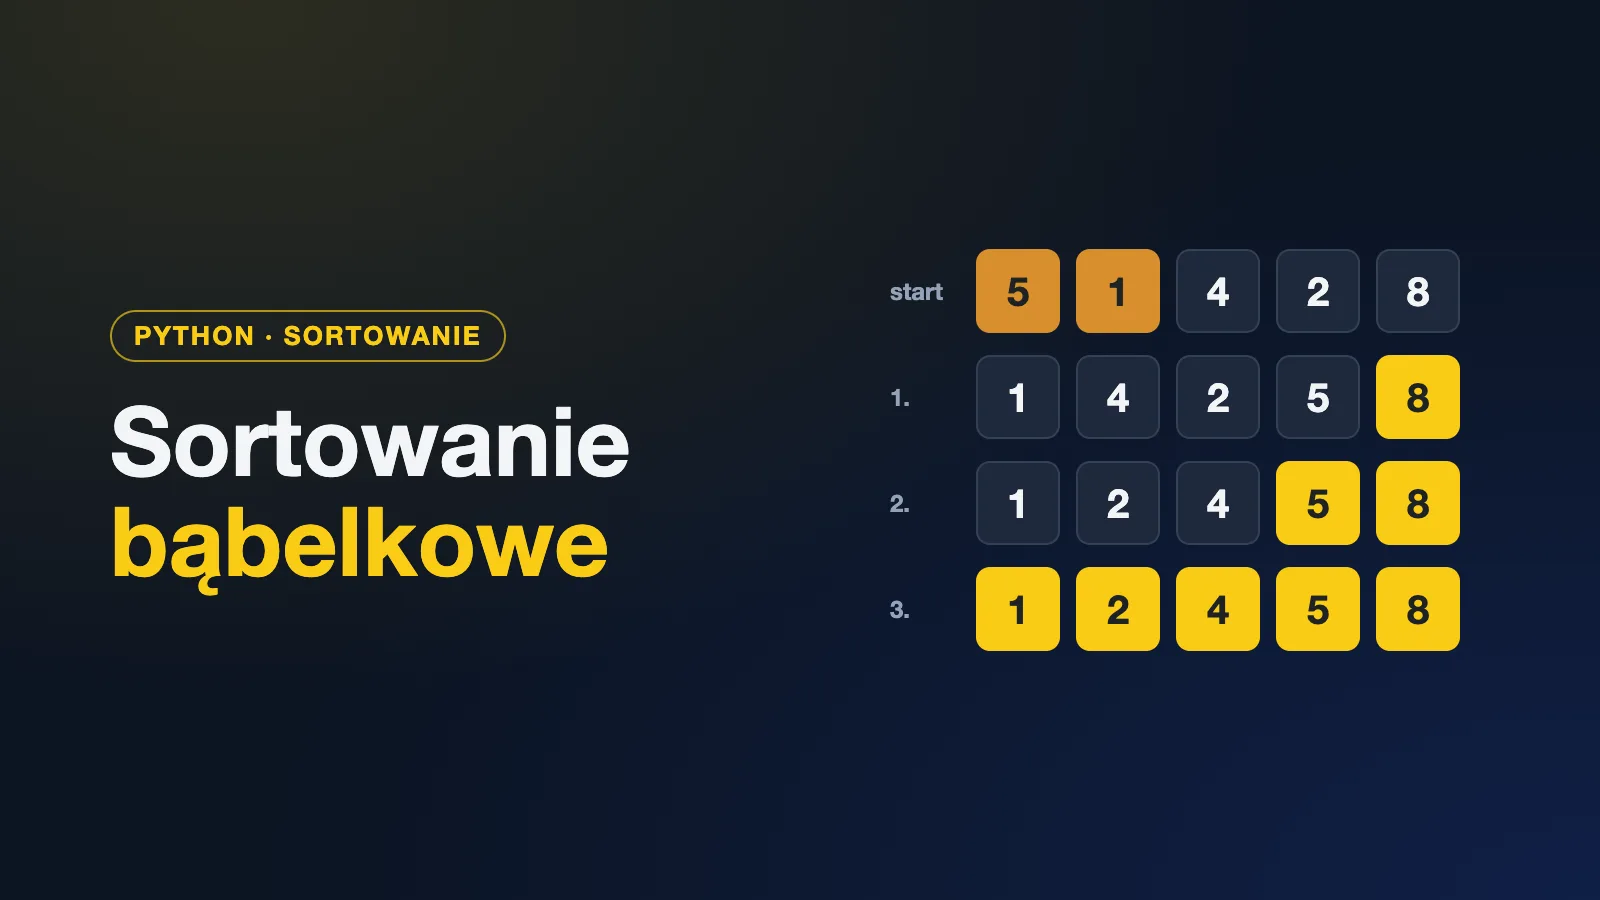 PYTHON · SORTOWANIE
Sortowanie
bąbelkowe
start 5 1 4 2 8
1. 1 4 2 5 8
2. 1 2 4 5 8
3. 1 2 4 5 8